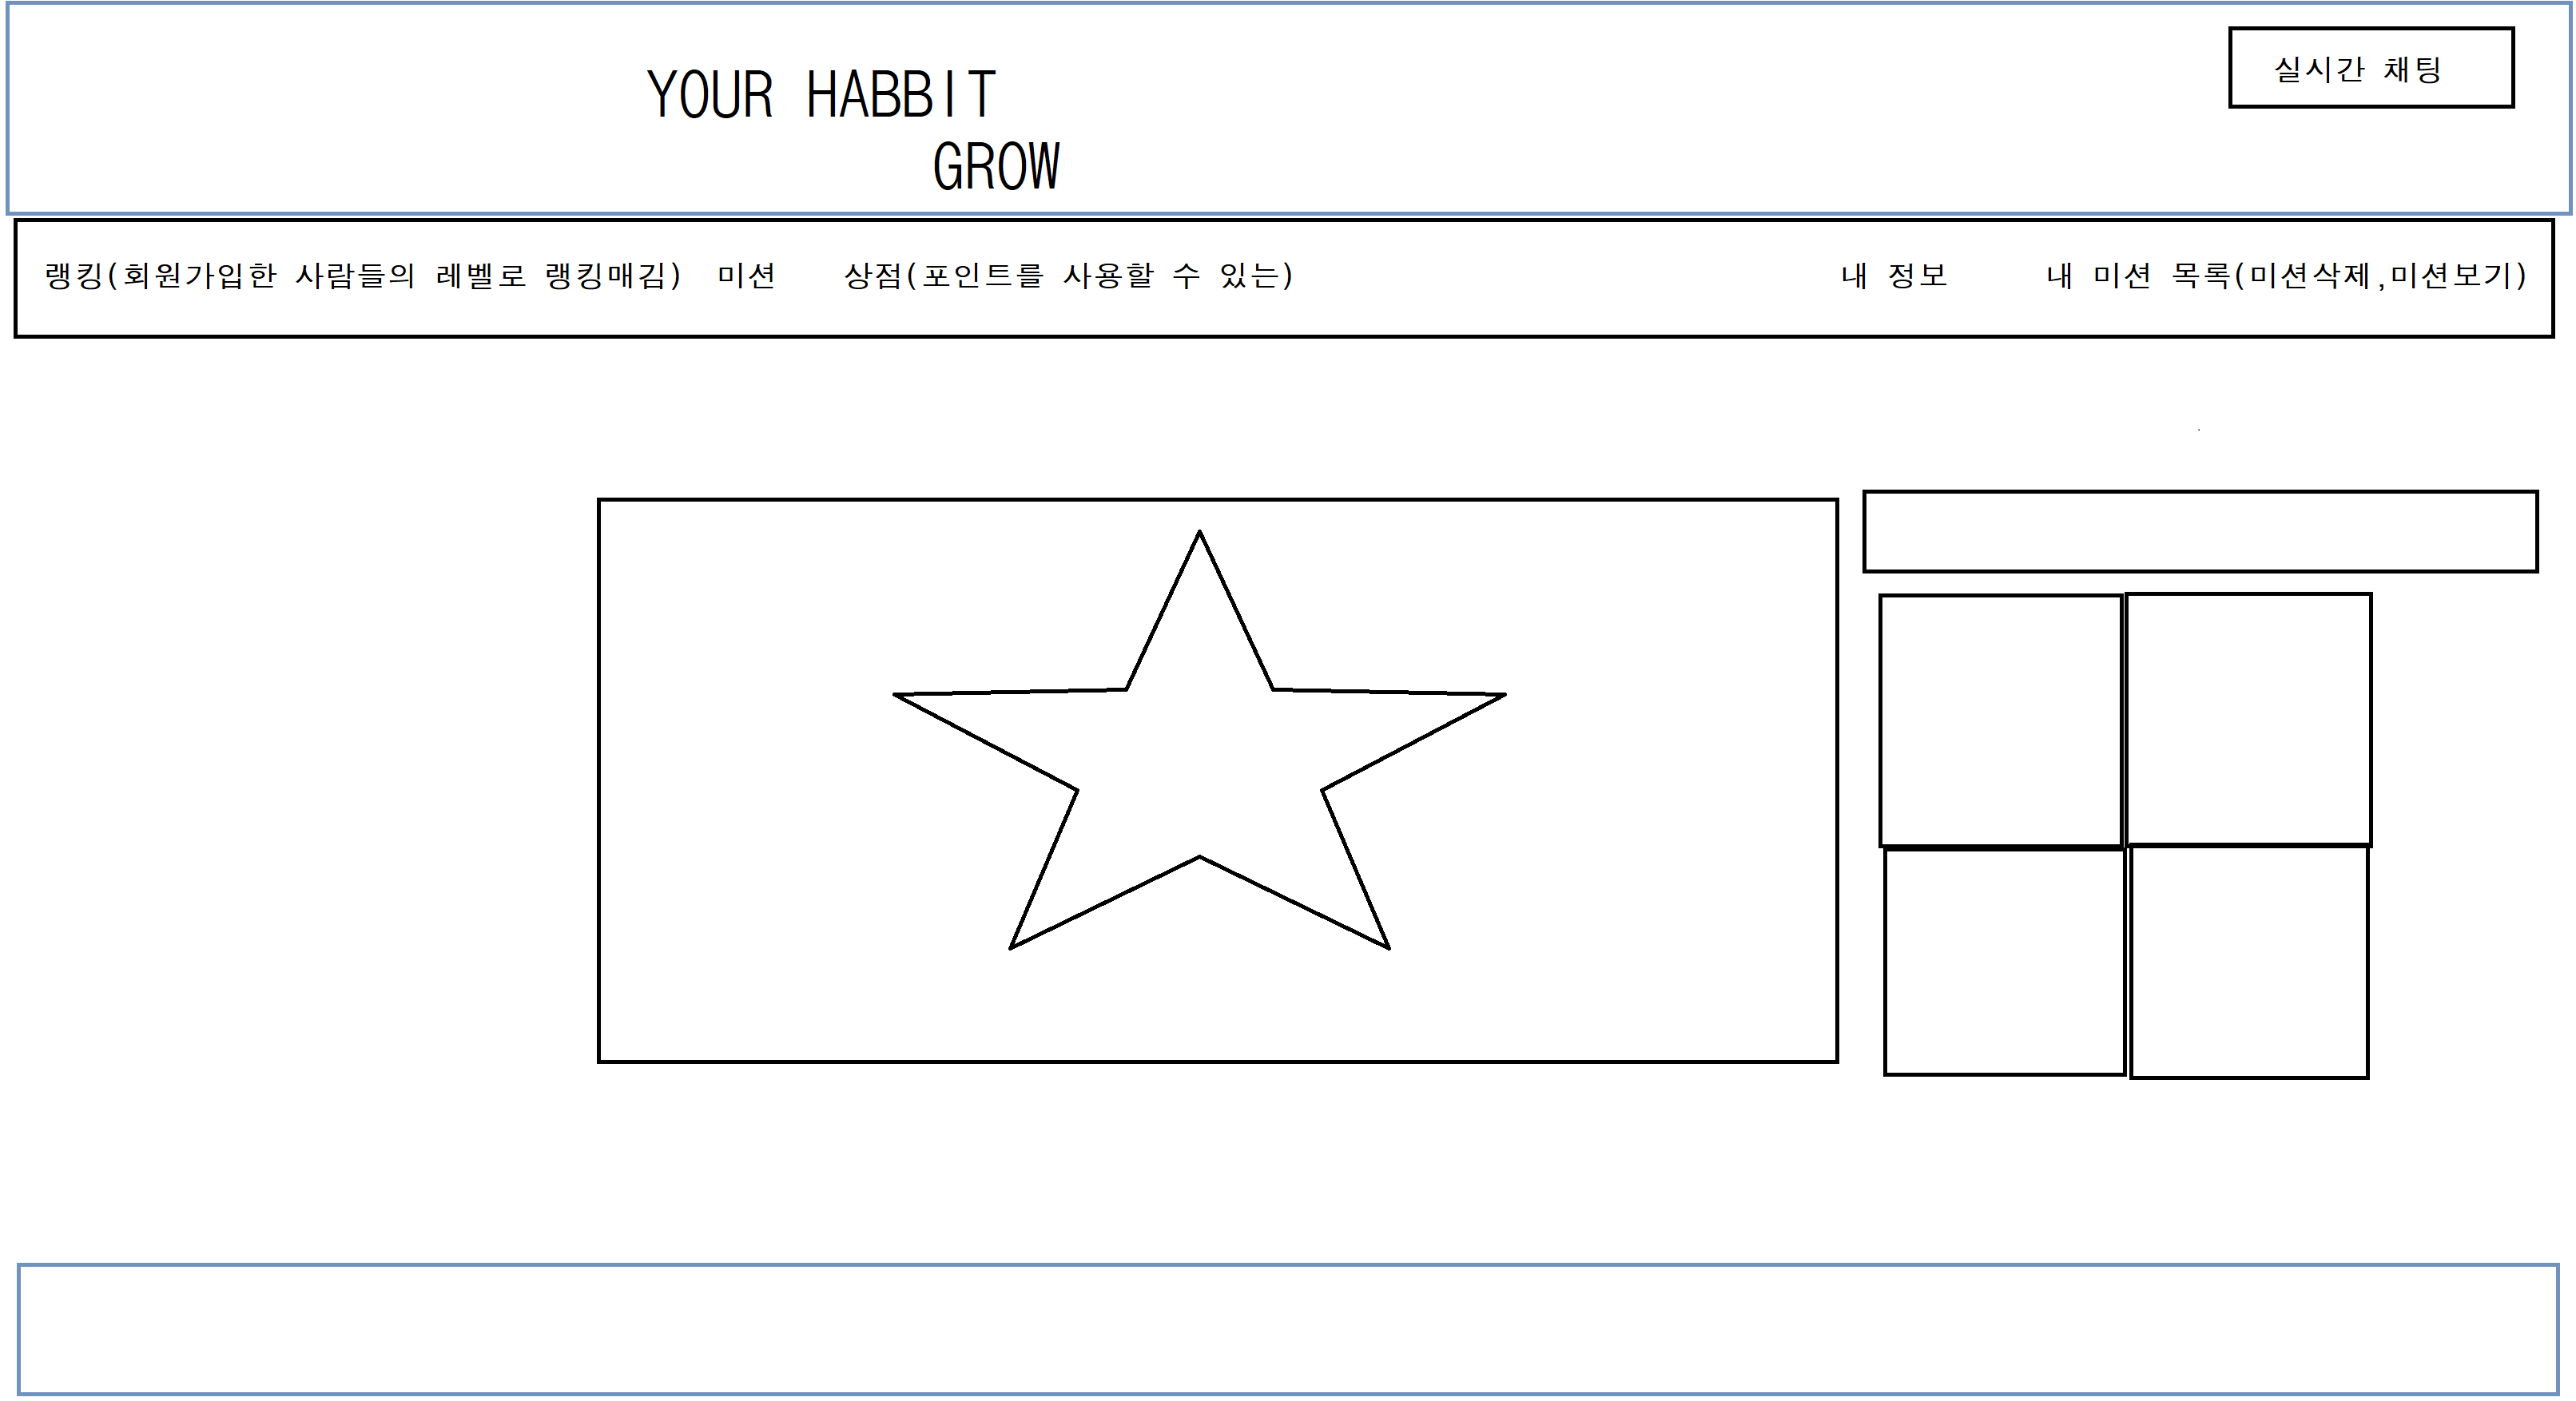 실시간 채팅
YOUR HABBIT
GROW
랭킹(회원가입한 사람들의 레벨로 랭킹매김) 미션 상점(포인트를 사용할 수 있는) 내 정보 내 미션 목록(미션삭제,미션보기)